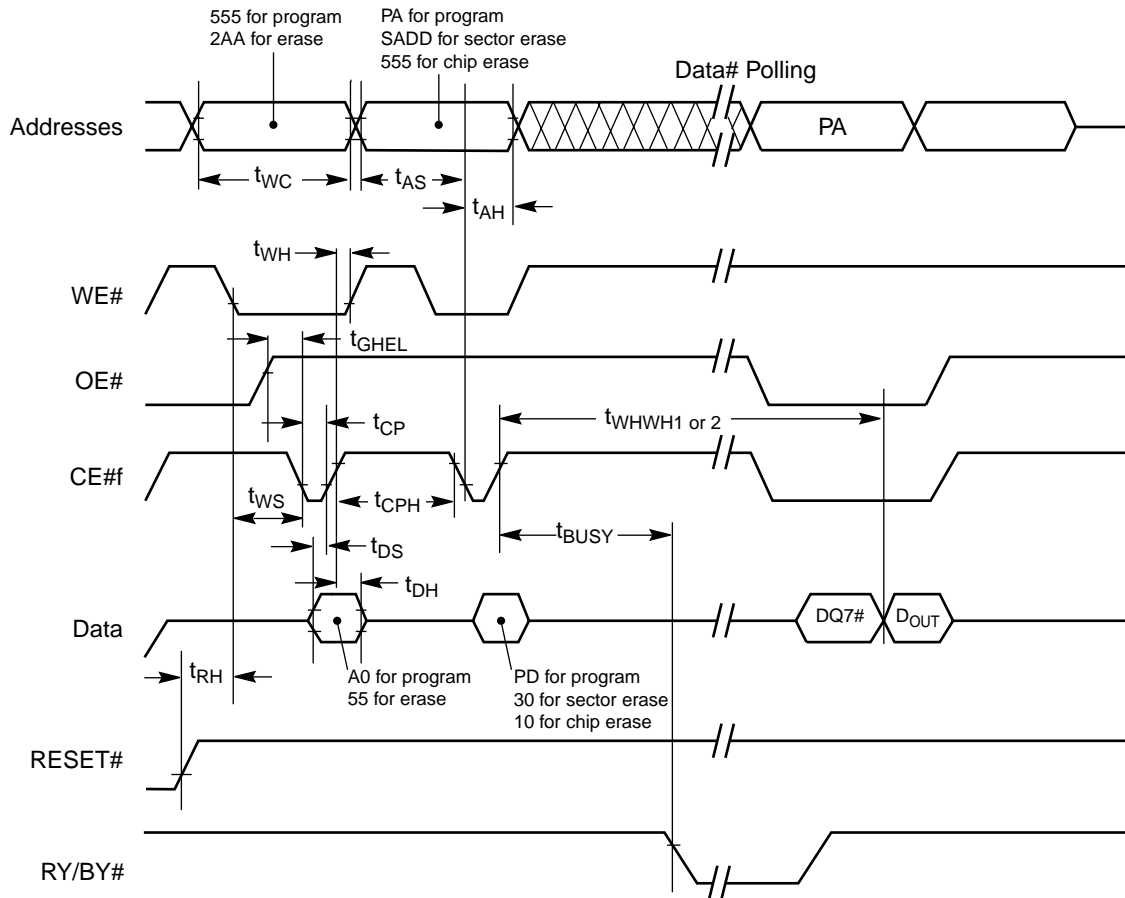 555 for program
2AA for erase
PA for program
SADD for sector erase
555 for chip erase
Data# Polling
Addresses
PA
tWC
tAS
tAH
tWH
WE#
tGHEL
OE#
tWHWH1 or 2
tCP
CE#f
tWS
tCPH
tBUSY
tDS
tDH
Data
DQ7#
DOUT
tRH
A0 for program
55 for erase
PD for program
30 for sector erase
10 for chip erase
RESET#
RY/BY#